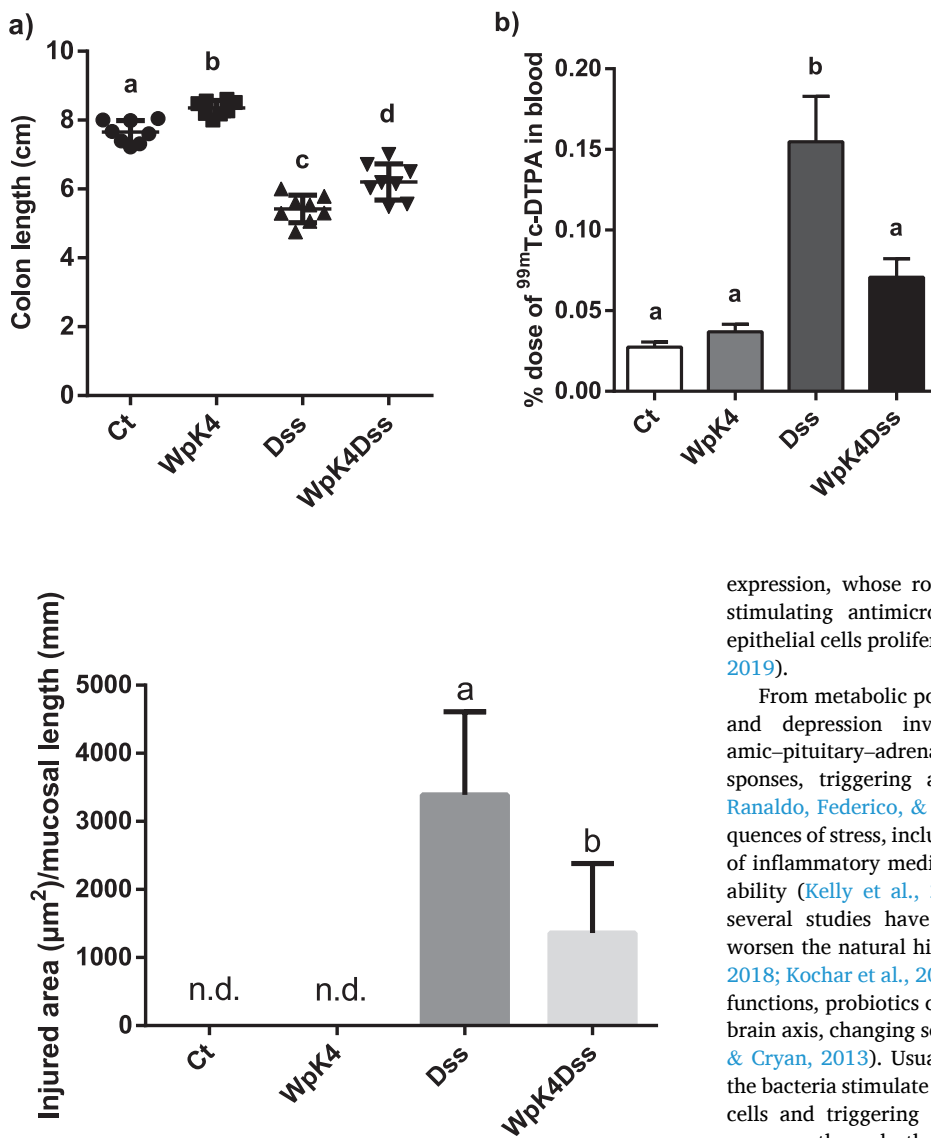 a)
Colon length (cm)
10
8
6
4
2
0
a
b
c
d
Ct
WpK4
Dss
WpK4Dss
b)
% dose of ⁹⁹ᵐTc-DTPA in blood
0.20
0.15
0.10
0.05
0.00
a
a
b
a
Ct
WpK4
Dss
WpK4Dss
Injured area (µm²)/mucosal length (mm)
5000
4000
3000
2000
1000
0
n.d.
n.d.
a
b
Ct
WpK4
Dss
WpK4Dss
expression, whose ro
stimulating antimicro
epithelial cells prolifer
2019).
From metabolic po
and depression inv
amic–pituitary–adrena
sponses, triggering a
Ranaldo, Federico, &
quences of stress, inclu
of inflammatory medi
ability (Kelly et al.,
several studies have
worsen the natural hi
2018; Kochar et al., 20
functions, probiotics c
brain axis, changing se
& Cryan, 2013). Usua
the bacteria stimulate
cells and triggering